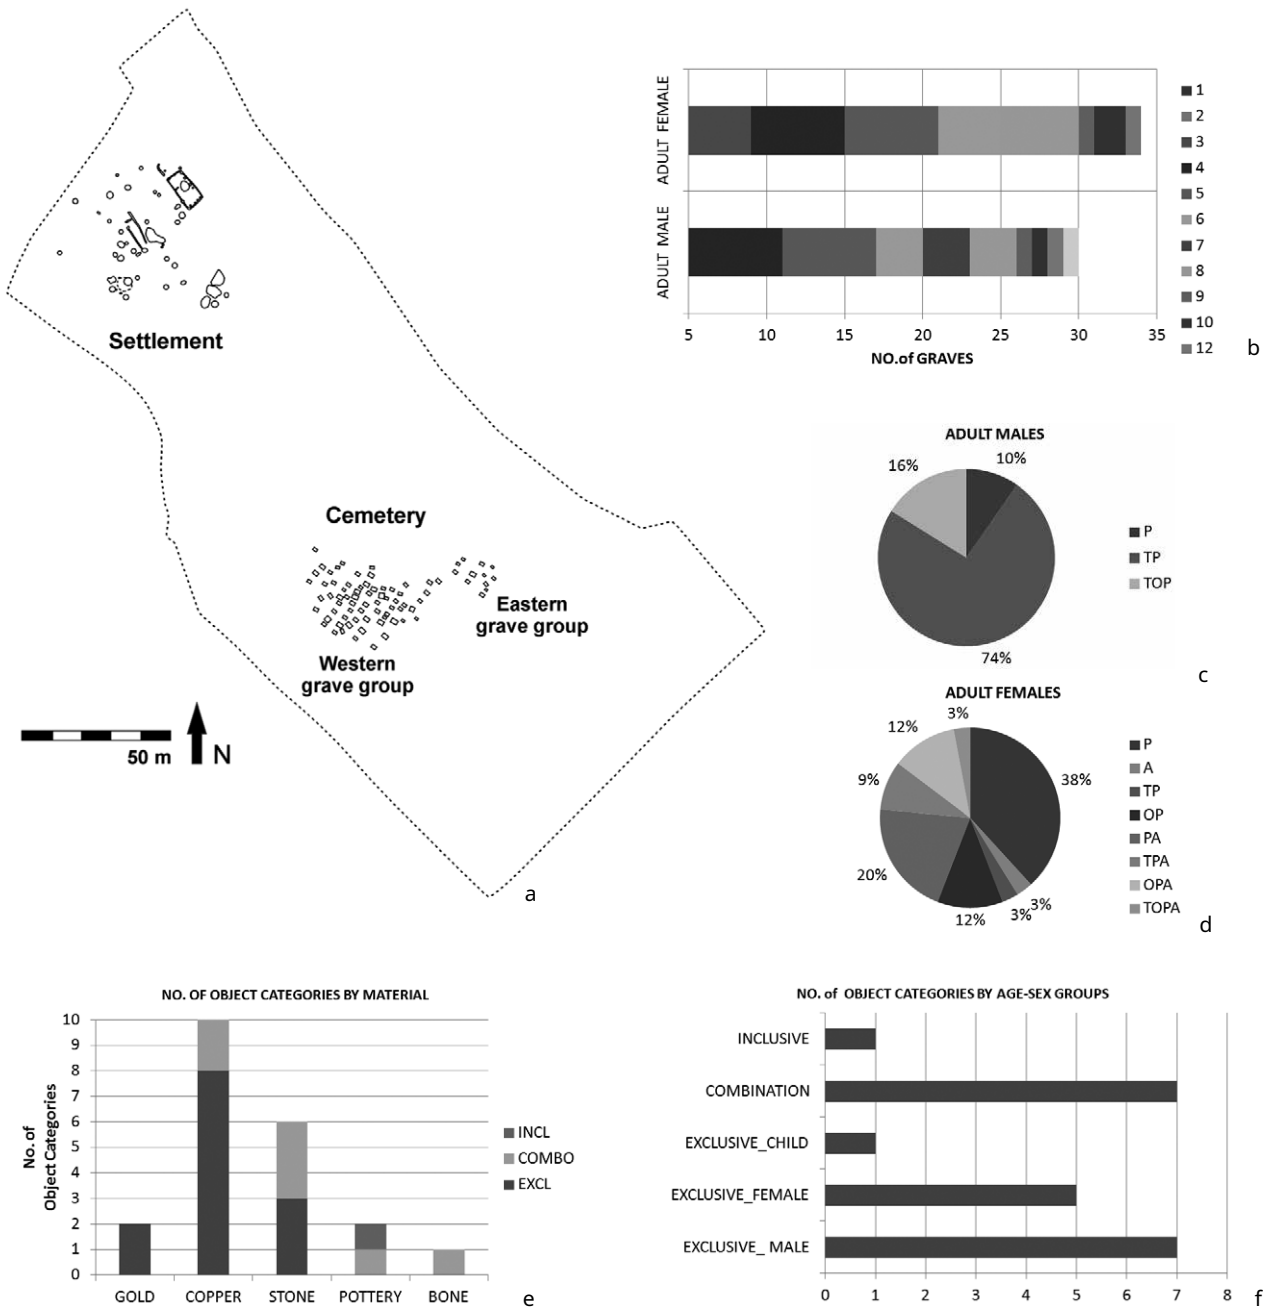 Settlement
Cemetery
Eastern
grave group
Western
grave group
50 m
N
a
ADULT FEMALE
ADULT MALE
5 10 15 20 25 30 35
NO.of GRAVES
1
2
3
4
5
6
7
8
9
10
12
b
ADULT MALES
16%
10%
74%
P
TP
TOP
c
ADULT FEMALES
3%
12%
9%
38%
20%
12%
3%
3%
P
A
TP
OP
PA
TPA
OPA
TOPA
d
NO. OF OBJECT CATEGORIES BY MATERIAL
No. of
Object Categories
10
9
8
7
6
5
4
3
2
1
0
GOLD COPPER STONE POTTERY BONE
INCL
COMBO
EXCL
e
NO. of OBJECT CATEGORIES BY AGE-SEX GROUPS
INCLUSIVE
COMBINATION
EXCLUSIVE_CHILD
EXCLUSIVE_FEMALE
EXCLUSIVE_ MALE
0 1 2 3 4 5 6 7 8
f